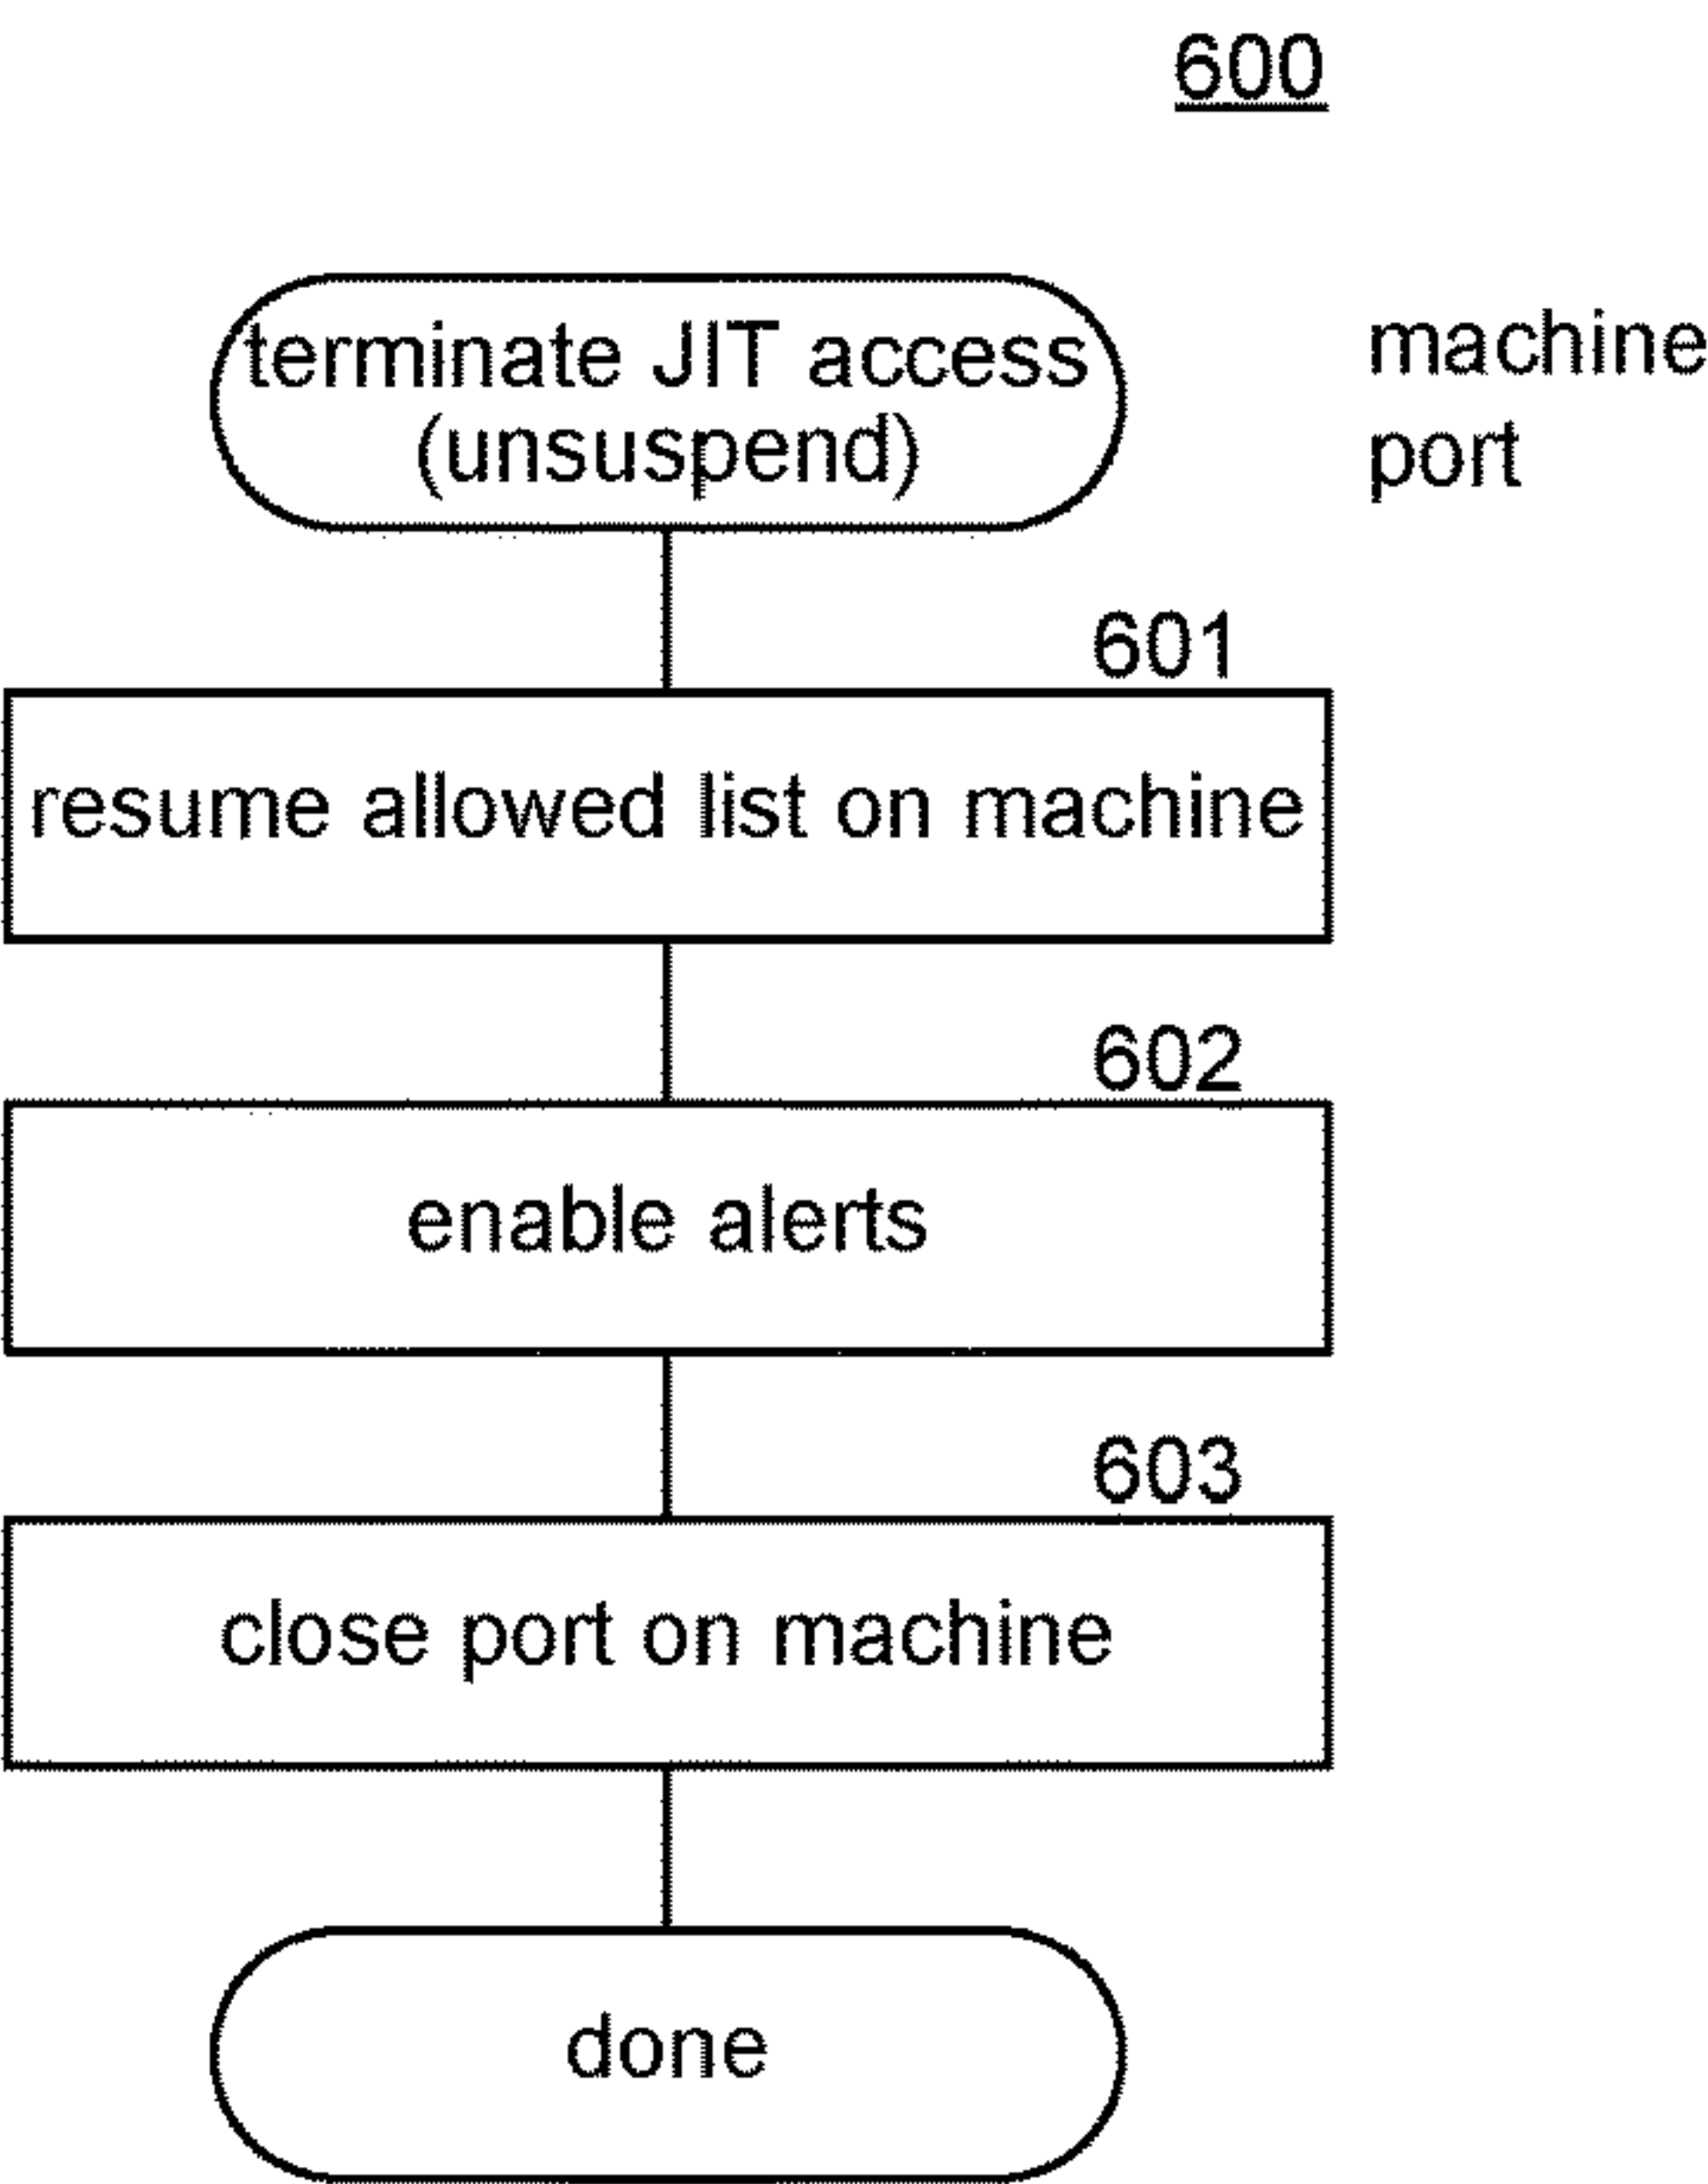 600
terminate JIT access
(unsuspend)
machine
port
601
resume allowed list on machine
602
enable alerts
603
close port on machine
done